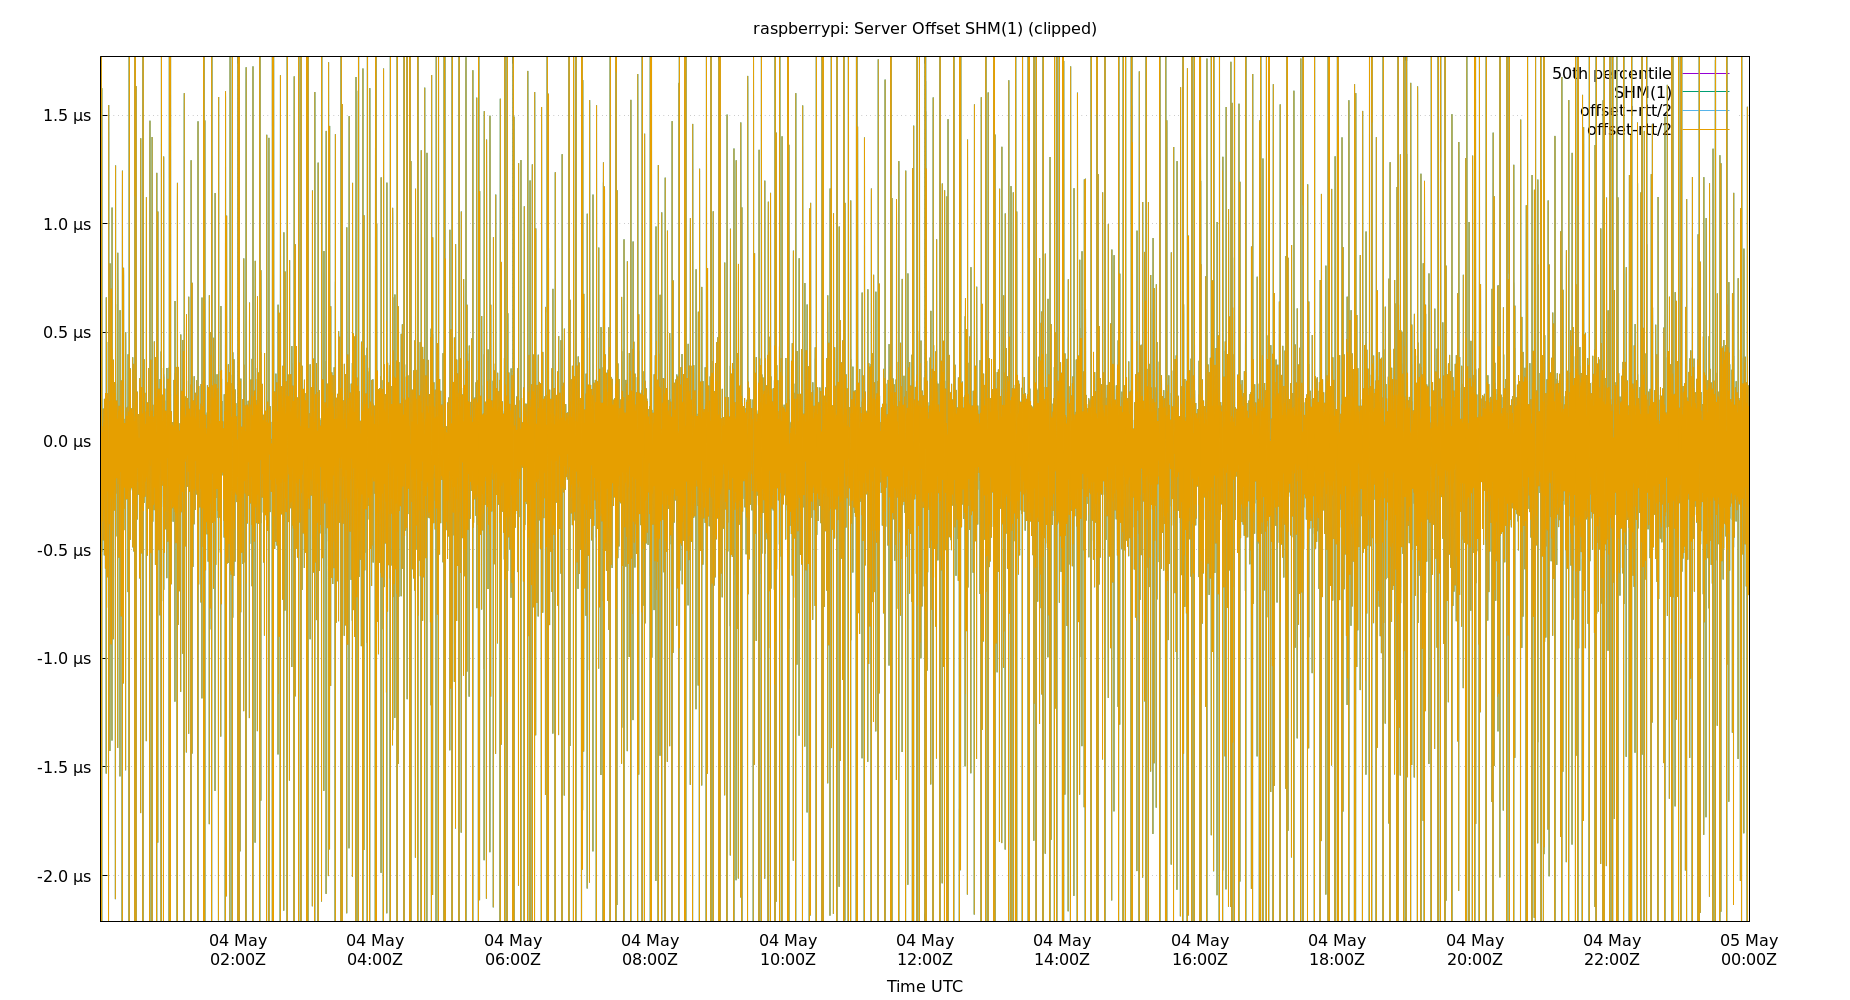 raspberrypi: Server Offset SHM(1) (clipped)
50th percentile
SHM(1)
offset+rtt/2
offset-rtt/2
1.5 µs
1.0 µs
0.5 µs
0.0 µs
-0.5 µs
-1.0 µs
-1.5 µs
-2.0 µs
04 May 04 May 04 May 04 May 04 May 04 May 04 May 04 May 04 May 04 May 04 May 05 May
02:00Z 04:00Z 06:00Z 08:00Z 10:00Z 12:00Z 14:00Z 16:00Z 18:00Z 20:00Z 22:00Z 00:00Z
Time UTC